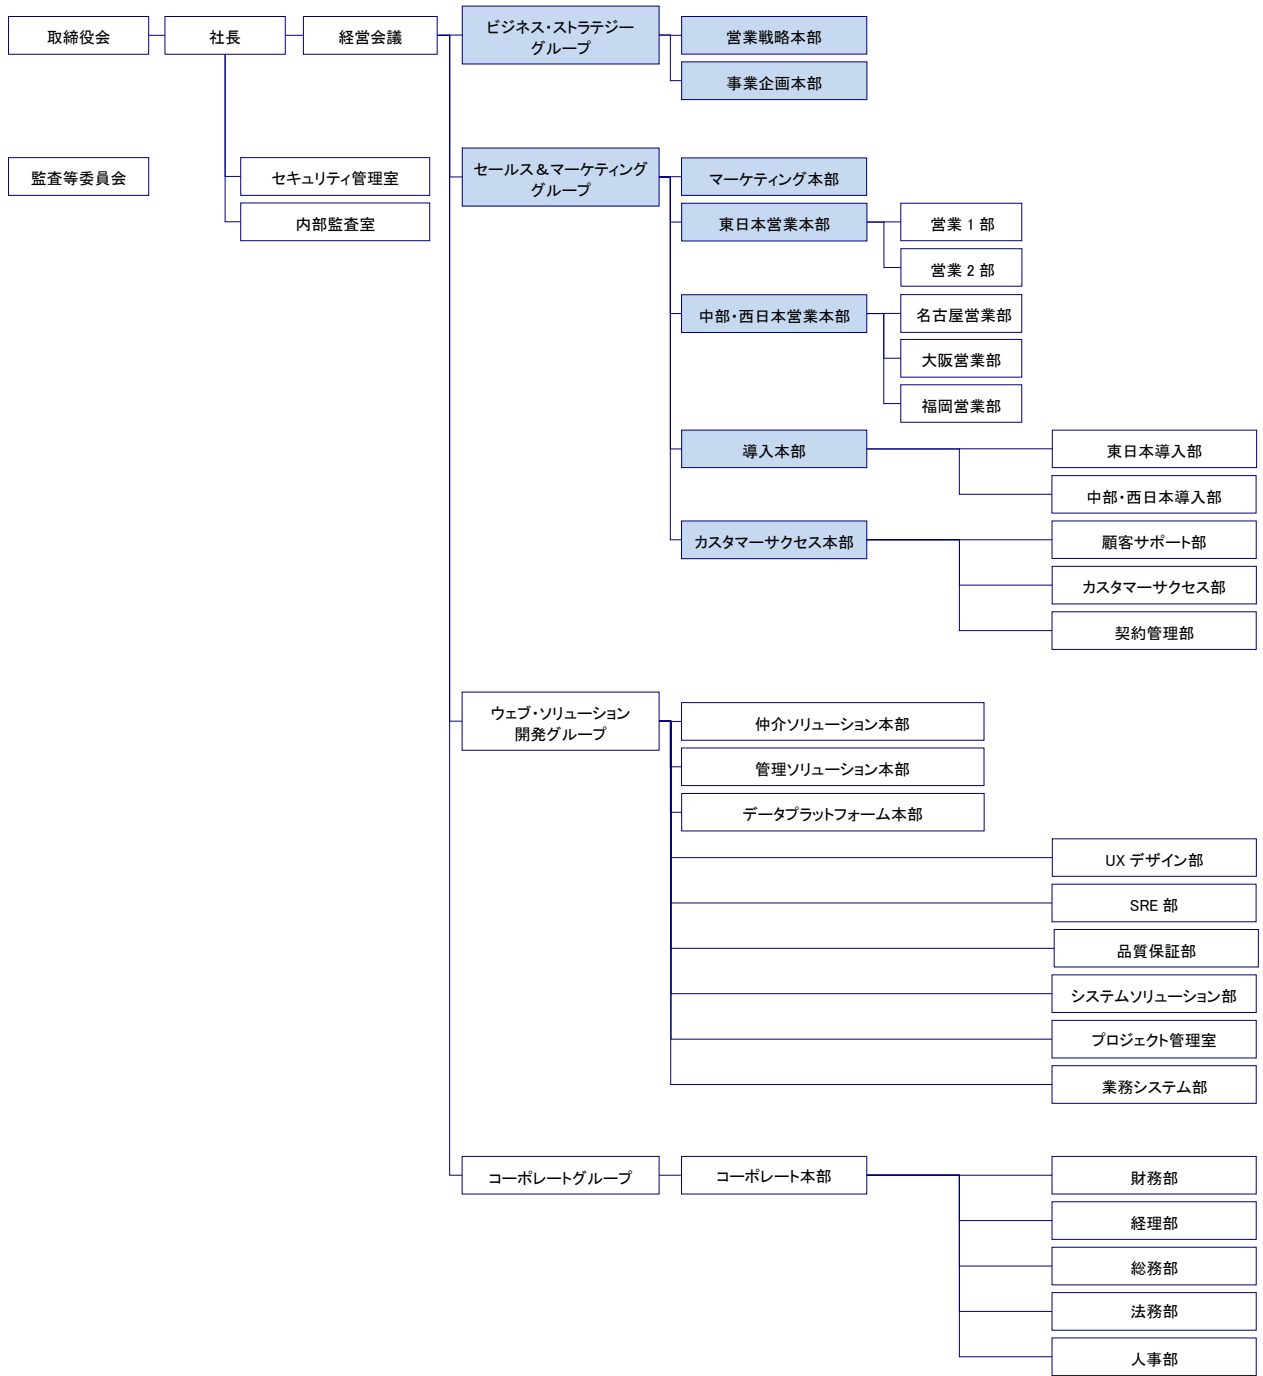 取締役会
社長
経営会議
ビジネス・ストラテジー
グループ
営業戦略本部
事業企画本部
監査等委員会
セキュリティ管理室
内部監査室
セールス＆マーケティング
グループ
マーケティング本部
東日本営業本部
営業 1 部
営業 2 部
中部・西日本営業本部
名古屋営業部
大阪営業部
福岡営業部
導入本部
東日本導入部
中部・西日本導入部
カスタマーサクセス本部
顧客サポート部
カスタマーサクセス部
契約管理部
ウェブ・ソリューション
開発グループ
仲介ソリューション本部
管理ソリューション本部
データプラットフォーム本部
UX デザイン部
SRE 部
品質保証部
システムソリューション部
プロジェクト管理室
業務システム部
コーポレートグループ
コーポレート本部
財務部
経理部
総務部
法務部
人事部